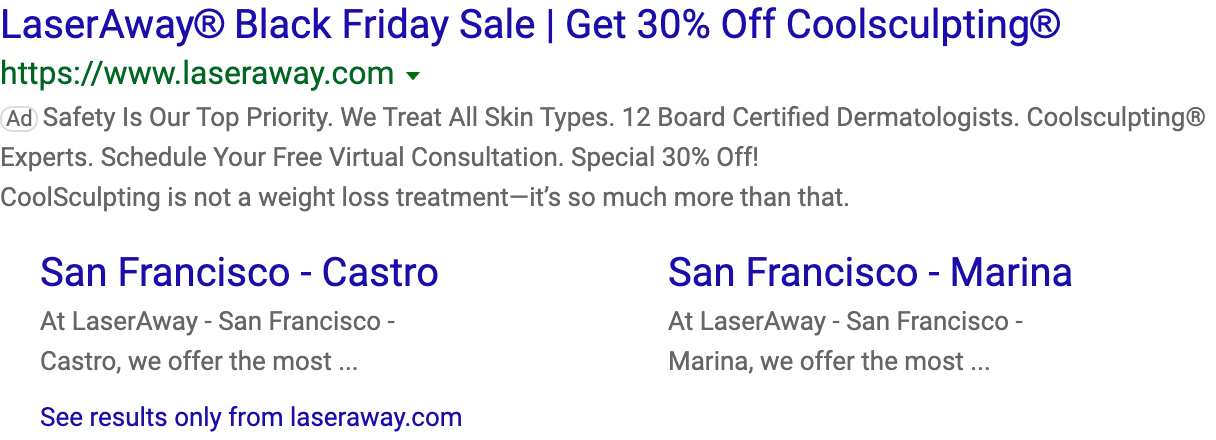 LaserAway® Black Friday Sale | Get 30% Off Coolsculpting®
https://www.laseraway.com
Ad Safety Is Our Top Priority. We Treat All Skin Types. 12 Board Certified Dermatologists. Coolsculpting®
Experts. Schedule Your Free Virtual Consultation. Special 30% Off!
CoolSculpting is not a weight loss treatment—it’s so much more than that.
San Francisco - Castro
At LaserAway - San Francisco -
Castro, we offer the most ...
San Francisco - Marina
At LaserAway - San Francisco -
Marina, we offer the most ...
See results only from laseraway.com